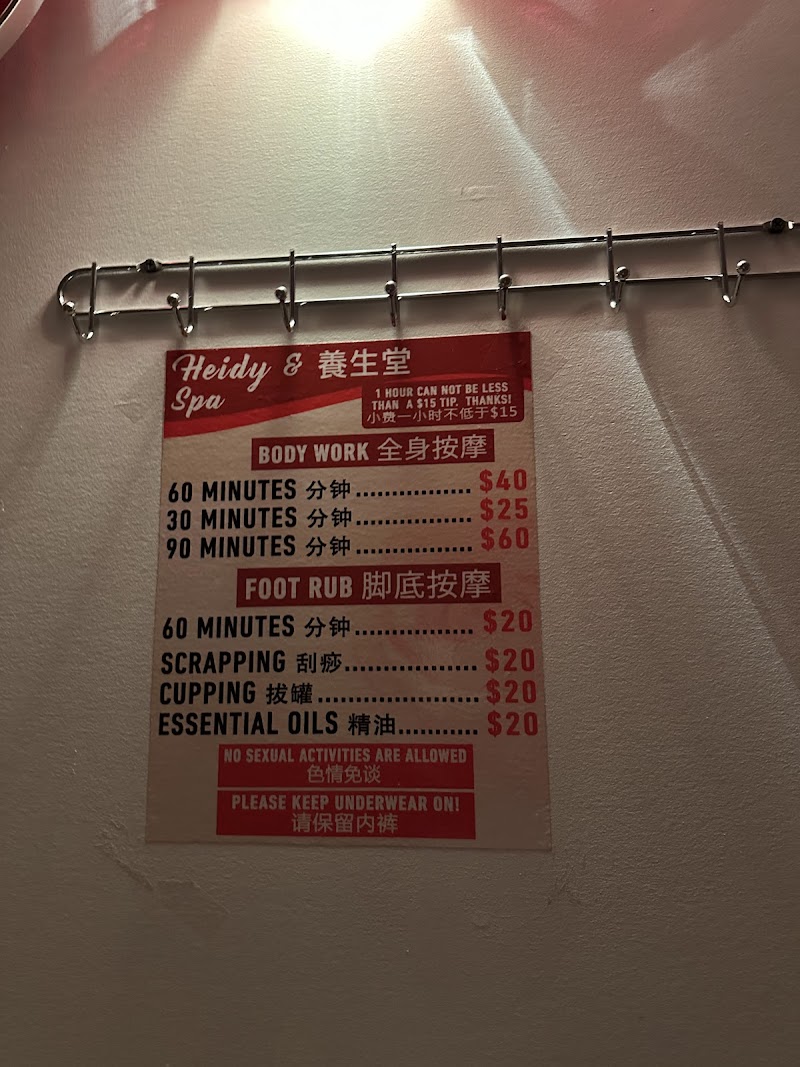 Heidy & 養生堂
Spa
1 HOUR CAN NOT BE LESS
THAN A $15 TIP. THANKS!
小费一小时不低于$15
BODY WORK 全身按摩
60 MINUTES 分钟................ $40
30 MINUTES 分钟................ $25
90 MINUTES 分钟................ $60
FOOT RUB 脚底按摩
60 MINUTES 分钟................ $20
SCRAPPING 刮痧.................. $20
CUPPING 拔罐...................... $20
ESSENTIAL OILS 精油........... $20
NO SEXUAL ACTIVITIES ARE ALLOWED
色情免谈
PLEASE KEEP UNDERWEAR ON!
请保留内裤